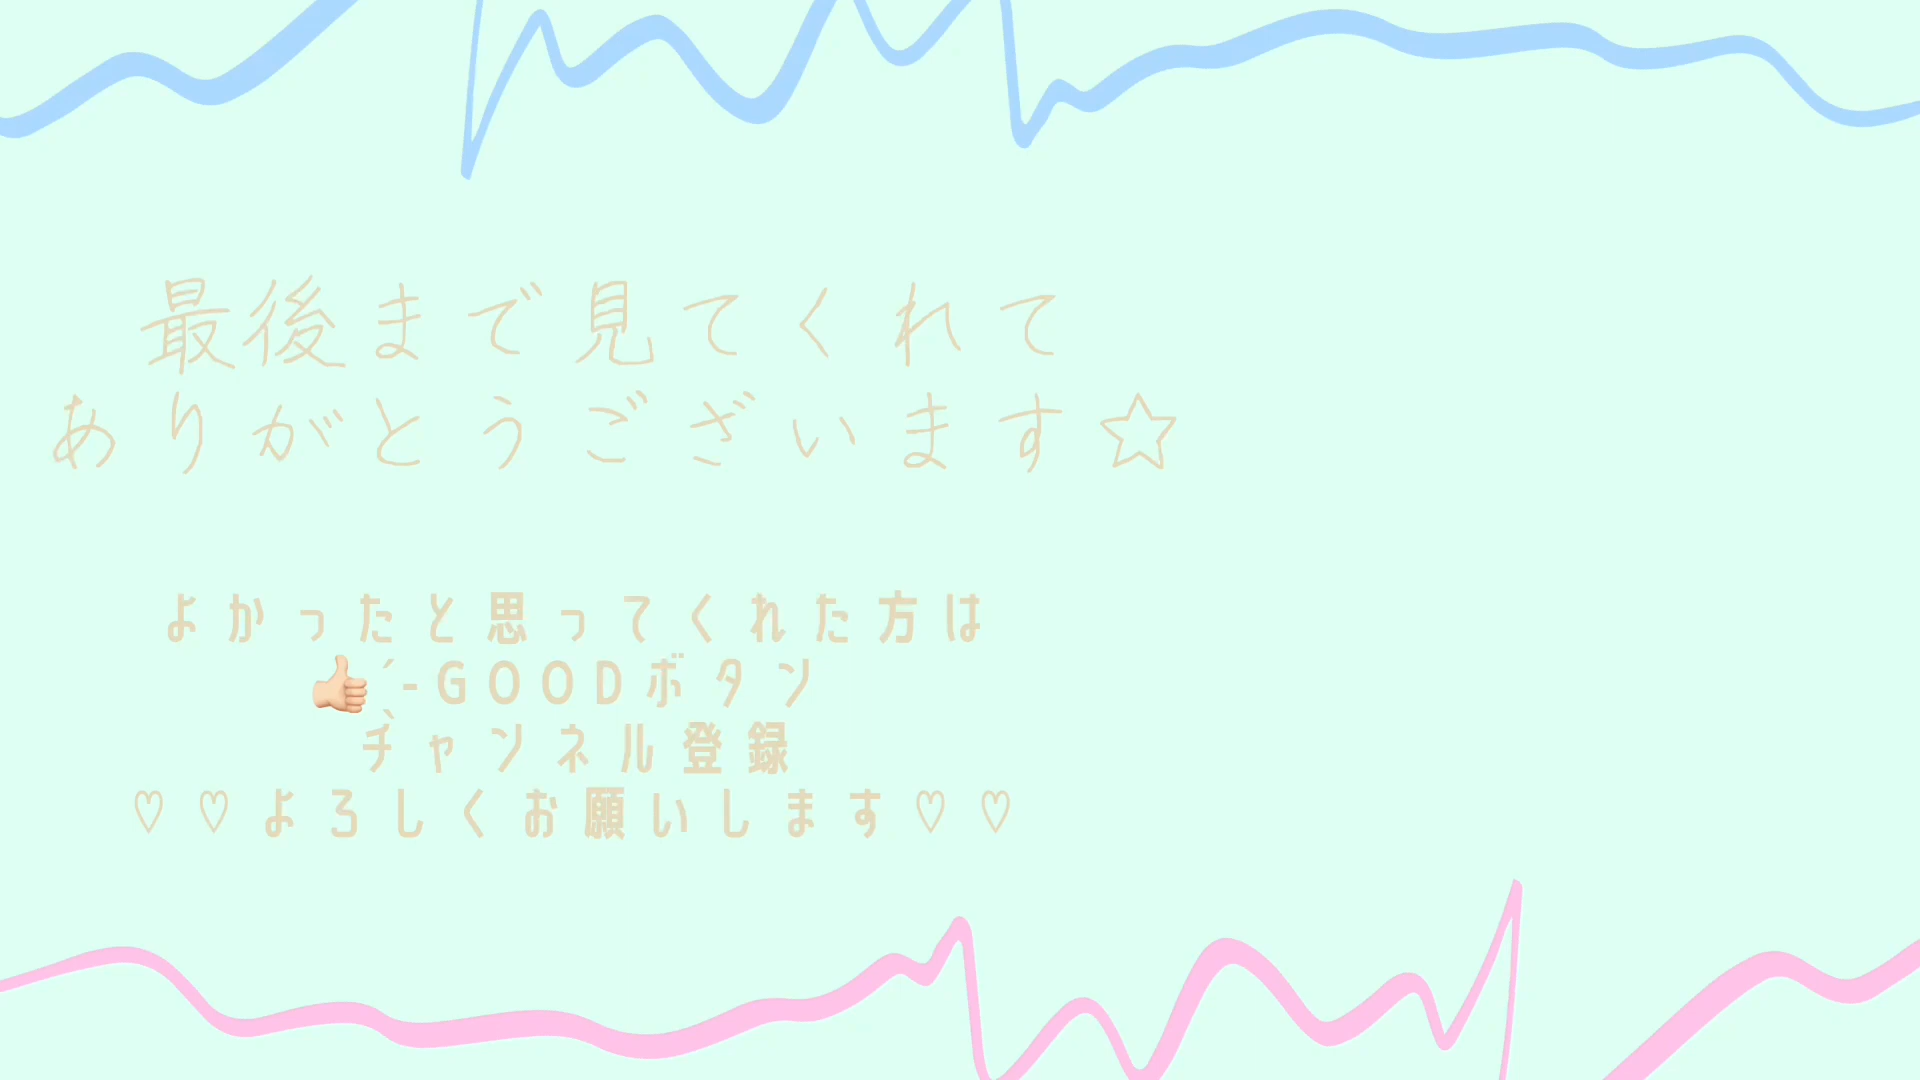 最後まで見てくれて
ありがとうございます☆
よかったと思ってくれた方は
👍🏻 ̖́-GOODボタン
チャンネル登録
♡♡よろしくお願いします♡♡